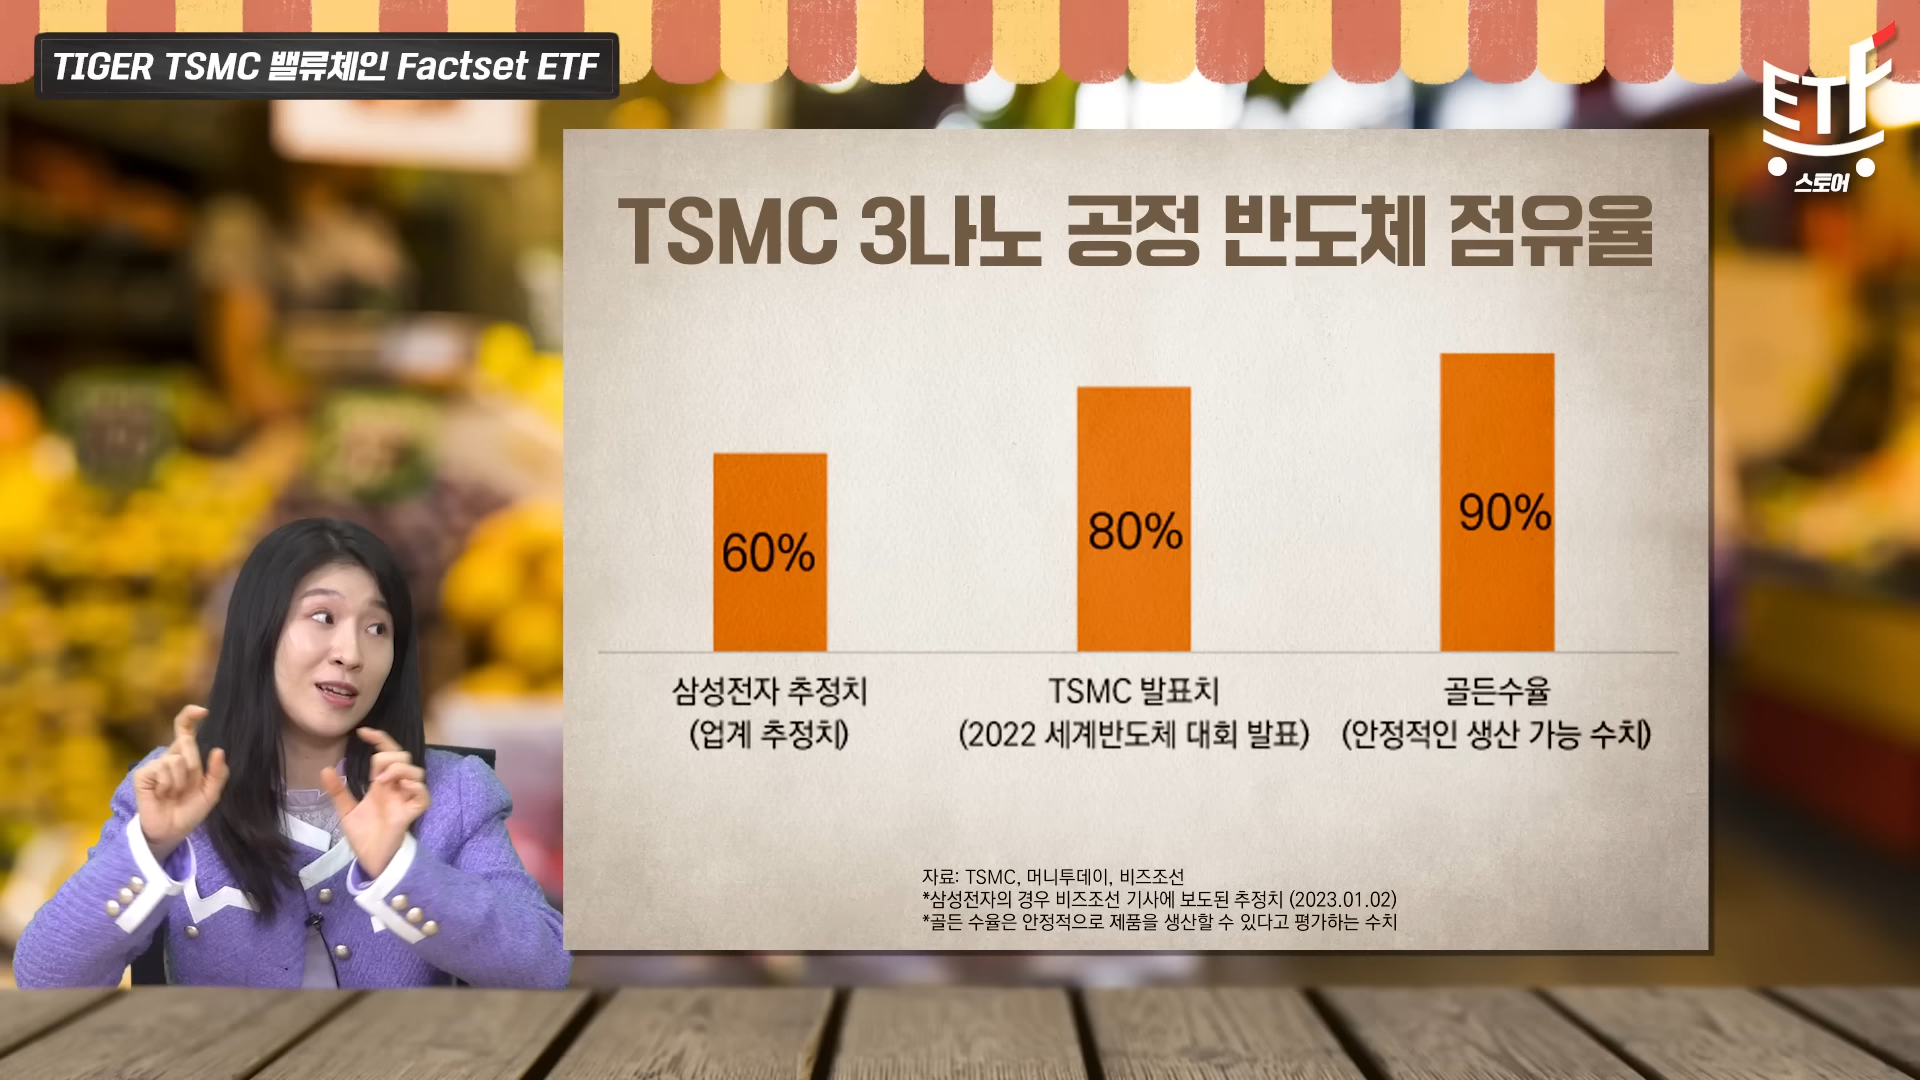 TIGER TSMC 밸류체인 Factset ETF
ETF
스토어
TSMC 3나노 공정 반도체 점유율
60%
80%
90%
삼성전자 추정치
(업계 추정치)
TSMC 발표치
(2022 세계반도체 대회 발표)
골든수율
(안정적인 생산 가능 수치)
자료: TSMC, 머니투데이, 비즈조선
*삼성전자의 경우 비즈조선 기사에 보도된 추정치 (2023.01.02)
*골든 수율은 안정적으로 제품을 생산할 수 있다고 평가하는 수치